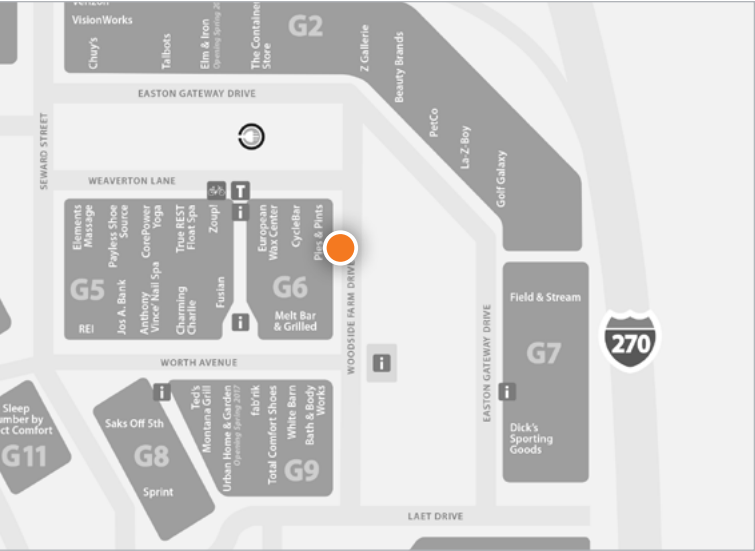 Verizon
VisionWorks
Chuy's
Talbots
Elm & Iron
The Container
Store
G2
Z Gallerie
Beauty Brands
PetCo
La-Z-Boy
Golf Galaxy
EASTON GATEWAY DRIVE
SEWARD STREET
WEAVERTON LANE
T
i
Elements
Massage
Payless Shoe
Source
CorePower
Yoga
True REST
Float Spa
Zoup!
European
Wax Center
CycleBar
Pies & Pints
G5
REI
Jos A. Bank
Anthony
Vince' Nail Spa
Charming
Charlie
Fusian
i
G6
Melt Bar
& Grilled
WOODSIDE FARM DRIVE
EASTON GATEWAY DRIVE
Field & Stream
G7
i
Dick's
Sporting
Goods
270
WORTH AVENUE
i
i
Sleep
G11
Saks Off 5th
G8
Sprint
Ted's
Montana Grill
Urban Home & Garden
Opening Spring 2017
fab'rik
Total Comfort Shoes
White Barn
Bath & Body
Works
G9
LAET DRIVE